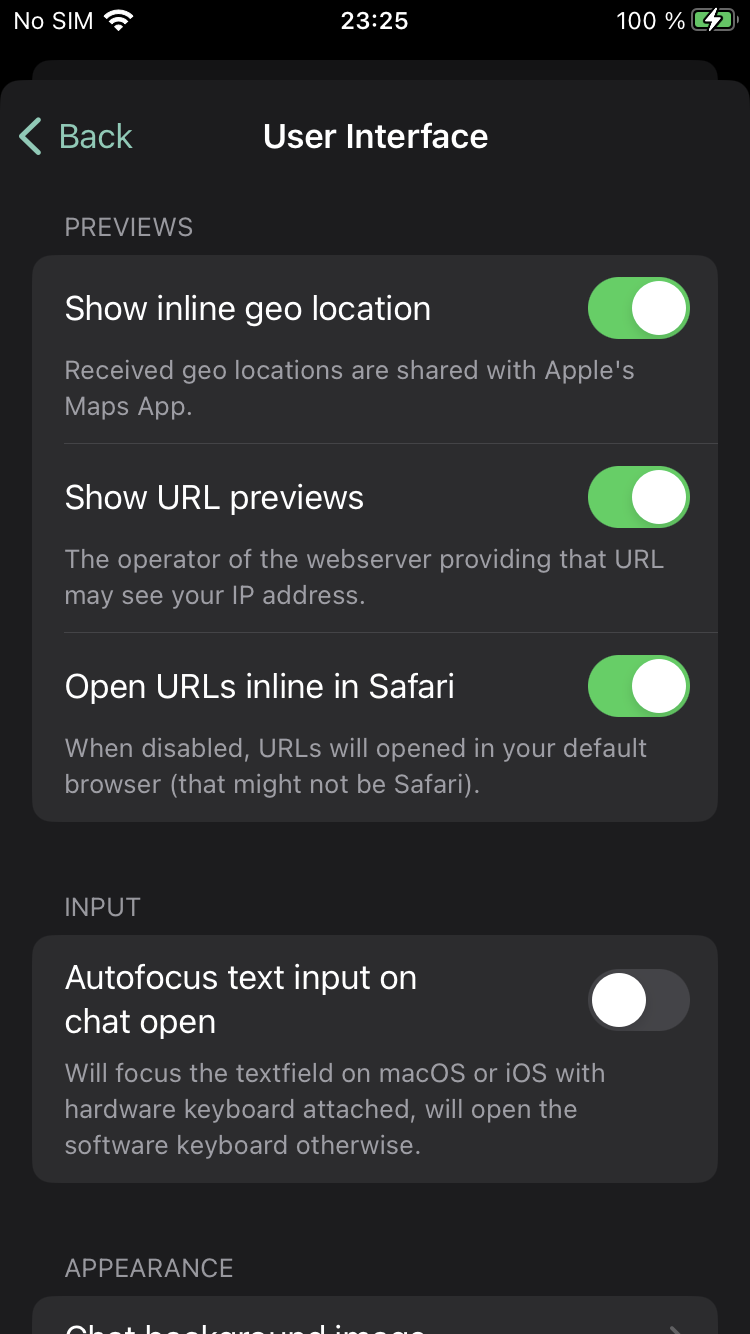 No SIM 23:25 100 %
Back User Interface
PREVIEWS
Show inline geo location
Received geo locations are shared with Apple's
Maps App.
Show URL previews
The operator of the webserver providing that URL
may see your IP address.
Open URLs inline in Safari
When disabled, URLs will opened in your default
browser (that might not be Safari).
INPUT
Autofocus text input on
chat open
Will focus the textfield on macOS or iOS with
hardware keyboard attached, will open the
software keyboard otherwise.
APPEARANCE
Chat background image